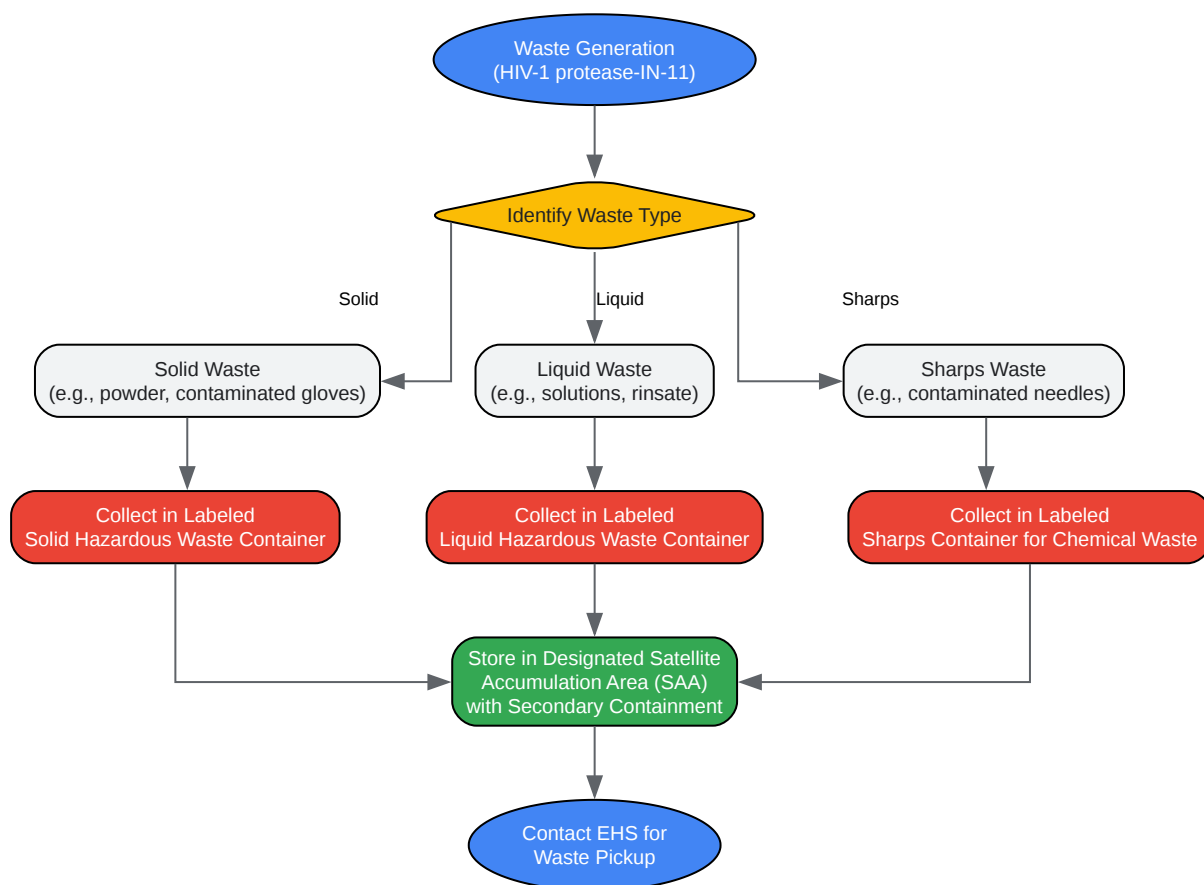 Waste Generation
(HIV-1 protease-IN-11)
Identify Waste Type
Solid
Liquid
Sharps
Solid Waste
(e.g., powder, contaminated gloves)
Liquid Waste
(e.g., solutions, rinsate)
Sharps Waste
(e.g., contaminated needles)
Collect in Labeled
Solid Hazardous Waste Container
Collect in Labeled
Liquid Hazardous Waste Container
Collect in Labeled
Sharps Container for Chemical Waste
Store in Designated Satellite
Accumulation Area (SAA)
with Secondary Containment
Contact EHS for
Waste Pickup